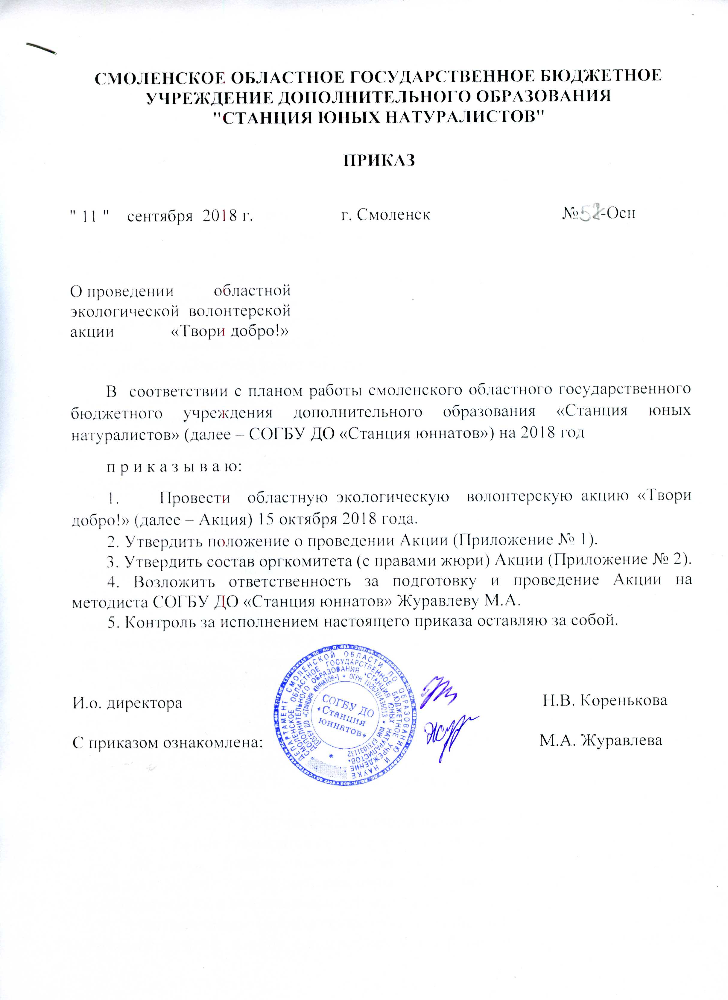 СМОЛЕНСКОЕ ОБЛАСТНОЕ ГОСУДАРСТВЕННОЕ БЮДЖЕТНОЕ
УЧРЕЖДЕНИЕ ДОПОЛНИТЕЛЬНОГО ОБРАЗОВАНИЯ
"СТАНЦИЯ ЮНЫХ НАТУРАЛИСТОВ"
ПРИКАЗ
" 11 " сентября 2018 г. г. Смоленск № -Осн
О проведении областной
экологической волонтерской
акции «Твори добро!»
В соответствии с планом работы смоленского областного государственного
бюджетного учреждения дополнительного образования «Станция юных
натуралистов» (далее – СОГБУ ДО «Станция юннатов») на 2018 год
п р и к а з ы в а ю:
1. Провести областную экологическую волонтерскую акцию «Твори
добро!» (далее – Акция) 15 октября 2018 года.
2. Утвердить положение о проведении Акции (Приложение № 1).
3. Утвердить состав оргкомитета (с правами жюри) Акции (Приложение № 2).
4. Возложить ответственность за подготовку и проведение Акции на
методиста СОГБУ ДО «Станция юннатов» Журавлеву М.А.
5. Контроль за исполнением настоящего приказа оставляю за собой.
И.о. директора Н.В. Коренькова
С приказом ознакомлена: М.А. Журавлева
ДЕПАРТАМЕНТ СМОЛЕНСКОЙ ОБЛАСТИ ПО ОБРАЗОВАНИЮ И НАУКЕ
СМОЛЕНСКОЕ ОБЛАСТНОЕ ГОСУДАРСТВЕННОЕ БЮДЖЕТНОЕ УЧРЕЖДЕНИЕ
ДОПОЛНИТЕЛЬНОГО ОБРАЗОВАНИЯ «СТАНЦИЯ ЮНЫХ НАТУРАЛИСТОВ»
(СОГБУ ДО «СТАНЦИЯ ЮННАТОВ») * ОГРН 1026701436013 * ИНН 6731031132
СОГБУ ДО
«Станция
юннатов»